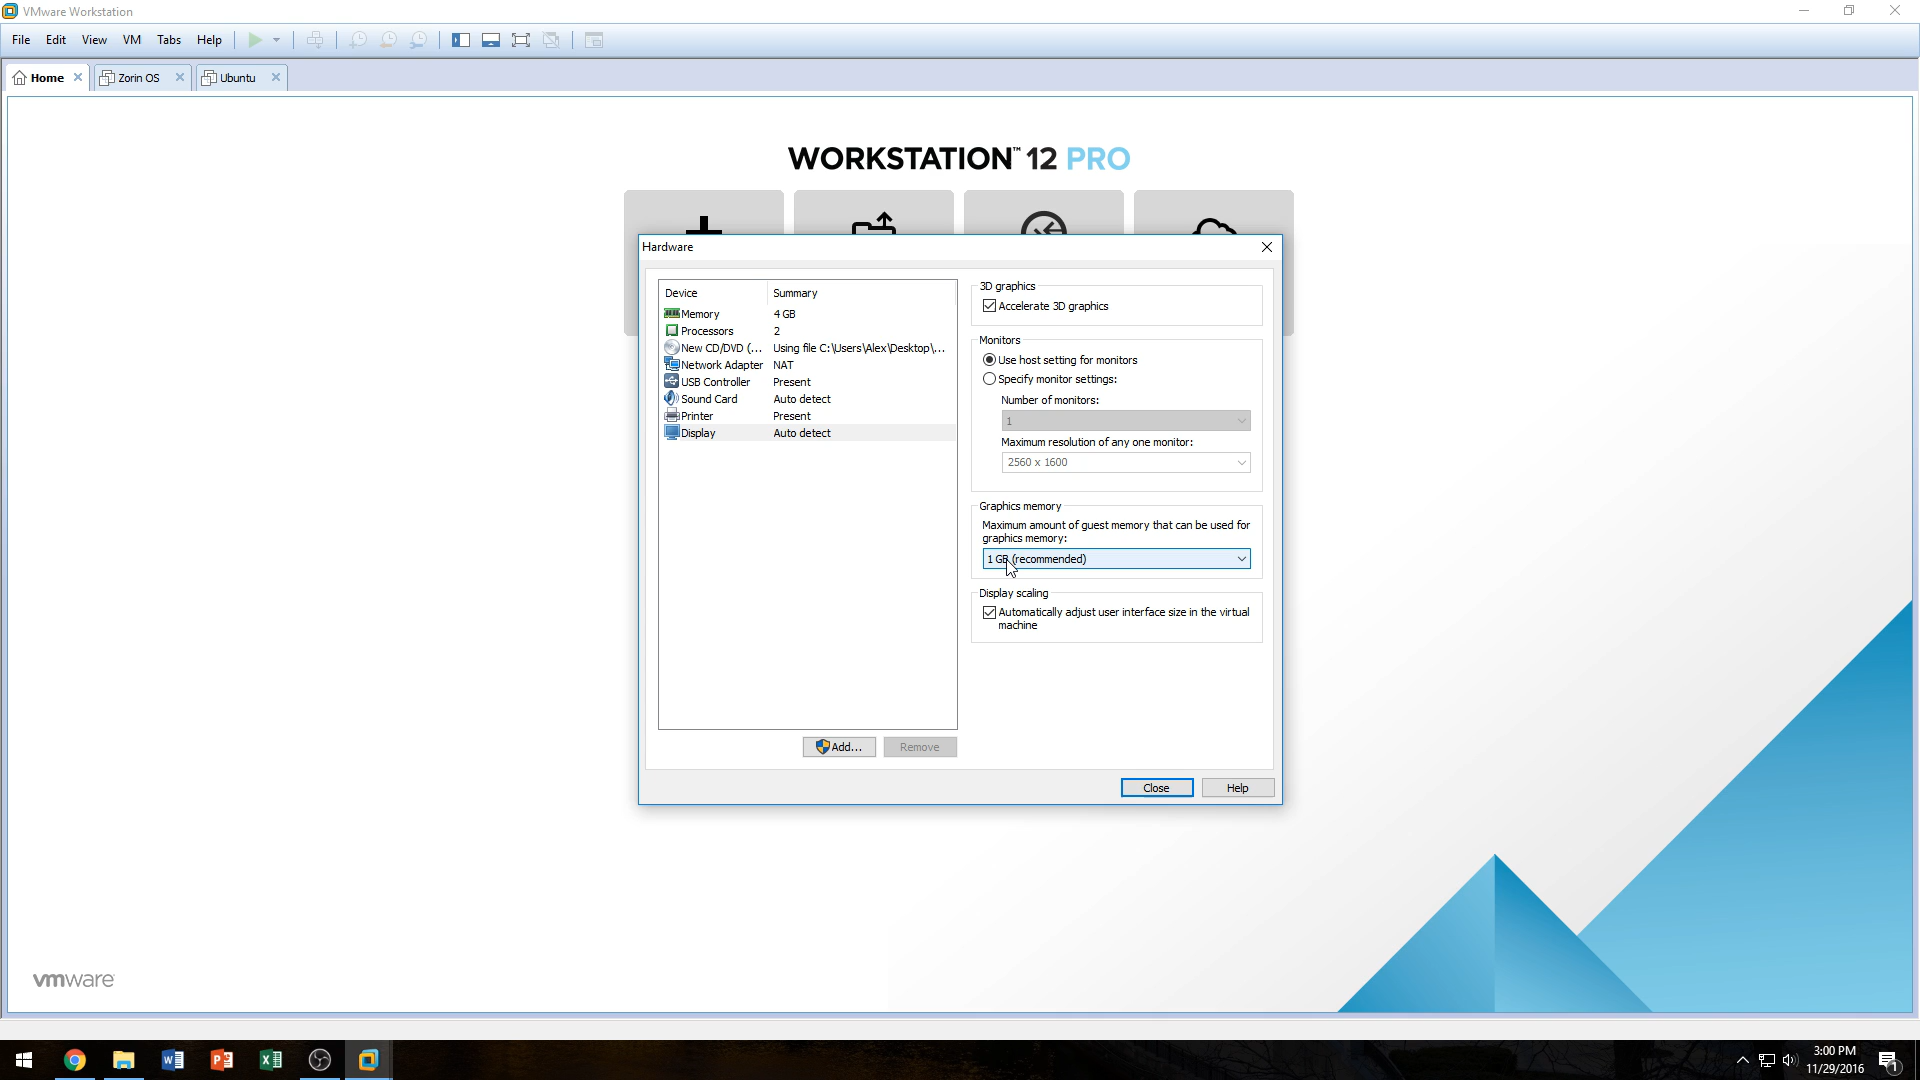 VMware Workstation
File Edit View VM Tabs Help
Home Zorin OS Ubuntu
WORKSTATION™ 12 PRO
Hardware
Device Summary
Memory 4 GB
Processors 2
New CD/DVD (... Using file C:\Users\Alex\Desktop\...
Network Adapter NAT
USB Controller Present
Sound Card Auto detect
Printer Present
Display Auto detect
Add... Remove
3D graphics
Accelerate 3D graphics
Monitors
Use host setting for monitors
Specify monitor settings:
Number of monitors:
1
Maximum resolution of any one monitor:
2560 x 1600
Graphics memory
Maximum amount of guest memory that can be used for
graphics memory:
1 GB (recommended)
Display scaling
Automatically adjust user interface size in the virtual
machine
Close Help
vmware
3:00 PM
11/29/2016
1